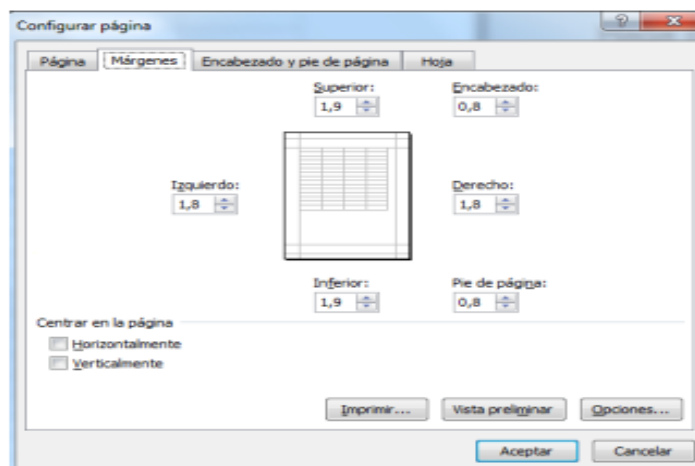 Configurar página
Página Márgenes Encabezado y pie de página Hoja
Superior: Encabezado:
1,9 0,8
Izquierdo: Derecho:
1,8 1,8
Inferior: Pie de página:
1,9 0,8
Centrar en la página
Horizontalmente
Verticalmente
Imprimir... Vista preliminar Opciones...
Aceptar Cancelar